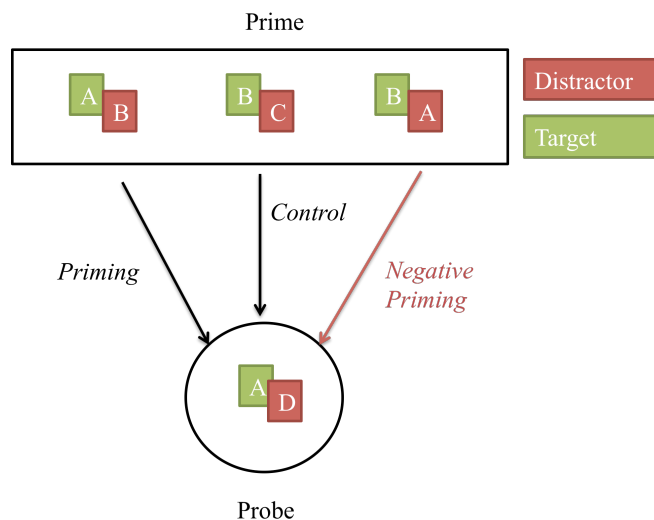 Prime
A
B
B
C
B
A
Distractor
Target
Control
Priming
Negative
Priming
A
D
Probe